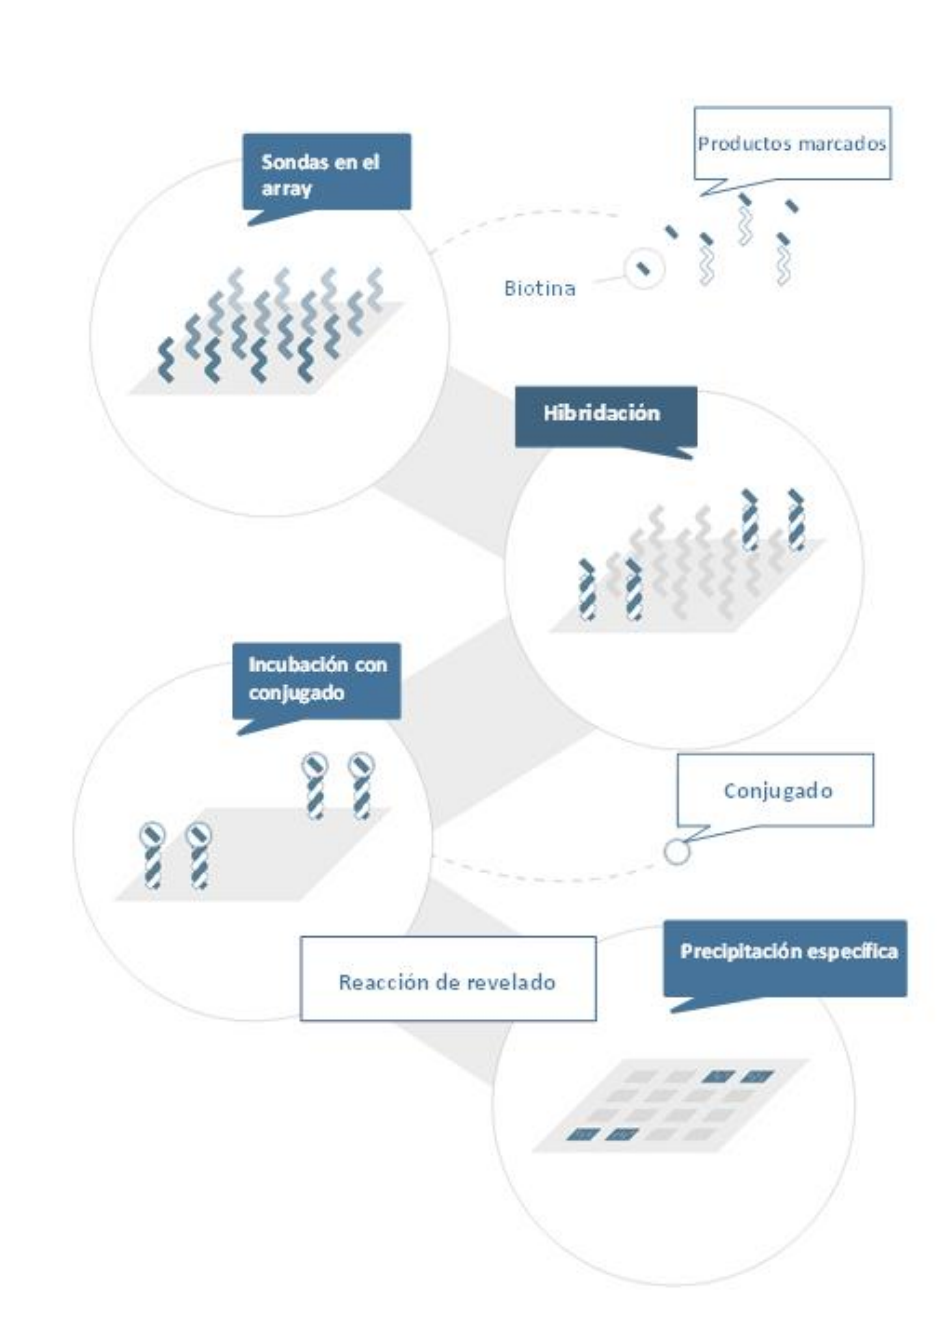 Productos marcados
Sondas en el
array
Biotina
Hibridación
Incubación con
conjugado
Conjugado
Precipitación específica
Reacción de revelado